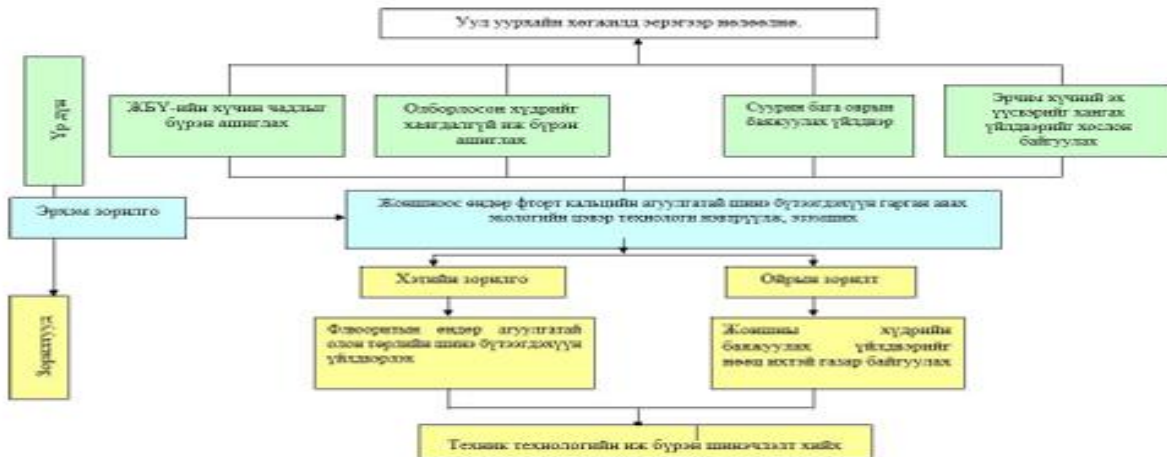 Уул уурхайн хөгжилд эерэгээр нөлөөлнө.
Үр дүн
ЖБҮ-ийн хүчин чадлыг
бүрэн ашиглах
Олборлосон хүдрийг
хаягдалгүй иж бүрэн
ашиглах
Суурин бага оврын
баяжуулах үйлдвэр
Эрчим хүчний эх
үүсвэрийг хангах
үйлдвэрийг хослон
байгуулах
Эрхэм зорилго
Жоншноос өндөр фторт кальцийн агуулгатай шинэ бүтээгдэхүүн гарган авах
экологийн цэвэр технологи нэвтрүүлж, эзэмших
Зорилтууд
Хэтийн зорилго
Ойрын зорилт
Флюоритын өндөр агуулгатай
олон төрлийн шинэ бүтээгдэхүүн
үйлдвэрлэх
Жоншны хүдрийн
баяжуулах үйлдвэрийг
нөөц ихтэй газар байгуулах
Техник технологийн иж бүрэн шинэчлэлт хийх